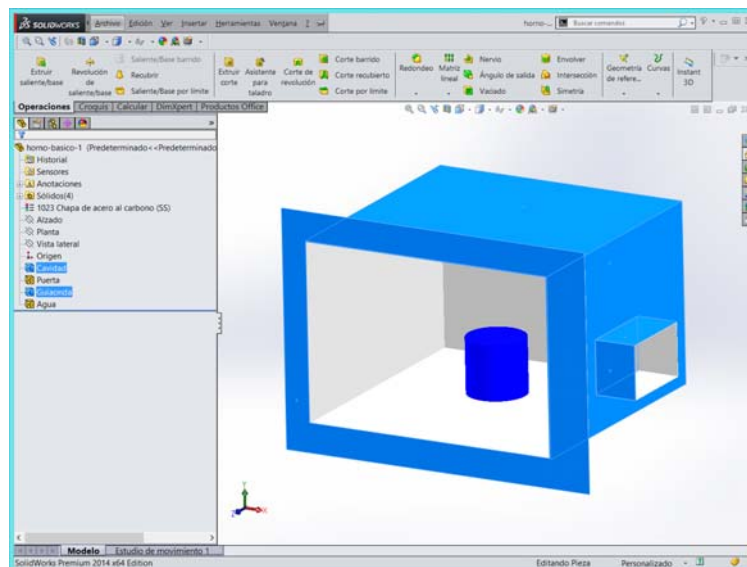 SOLIDWORKS Archivo Edición Ver Insertar Herramientas Ventana ? horno-... Buscar comandos
Extruir saliente/base
Revolución de saliente/base
Saliente/Base barrido
Recubrir
Saliente/Base por límite
Extruir corte
Asistente para taladro
Corte de revolución
Corte barrido
Corte recubierto
Corte por límite
Redondeo
Matriz lineal
Nervio
Ángulo de salida
Vaciado
Envolver
Intersección
Simetría
Geometría de refere...
Curvas
Instant 3D
Operaciones Croquis Calcular DimXpert Productos Office
horno-basico-1 (Predeterminado<<Predeterminado
Historial
Sensores
Anotaciones
Sólidos(4)
1023 Chapa de acero al carbono (SS)
Alzado
Planta
Vista lateral
Origen
Cavidad
Puerta
Guiaonda
Agua
Y
Z X
Modelo Estudio de movimiento 1
SolidWorks Premium 2014 x64 Edition Editando Pieza Personalizado